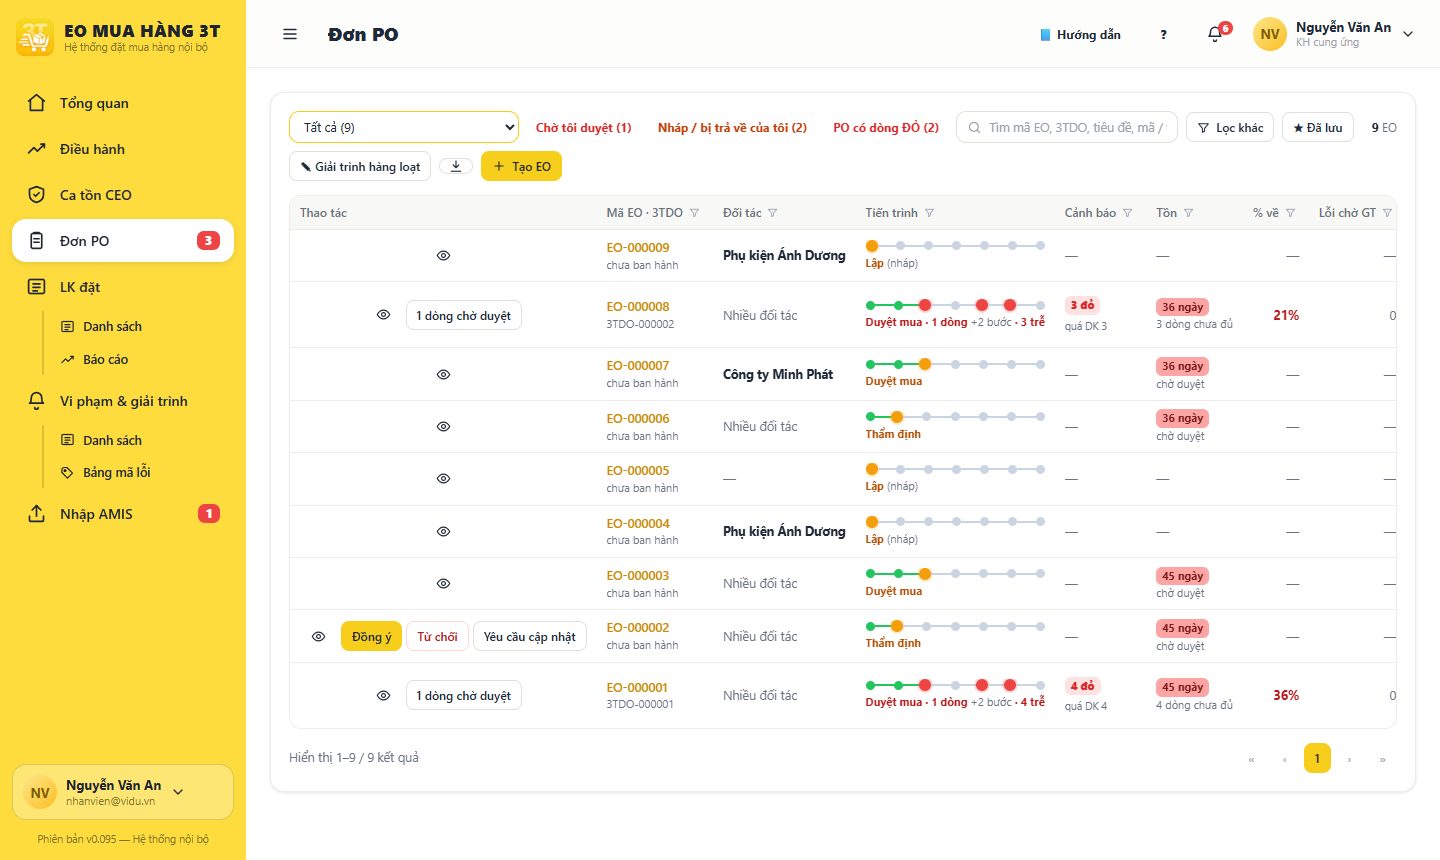 3T
EO MUA HÀNG 3T
Hệ thống đặt mua hàng nội bộ
Tổng quan
Điều hành
Ca tồn CEO
Đơn PO 3
LK đặt
Danh sách
Báo cáo
Vi phạm & giải trình
Danh sách
Bảng mã lỗi
Nhập AMIS 1
NV
Nguyễn Văn An
nhanvien@vidu.vn
Phiên bản v0.095 — Hệ thống nội bộ
Đơn PO
Hướng dẫn
?
6
NV
Nguyễn Văn An
KH cung ứng
Tất cả (9)
Chờ tôi duyệt (1)
Nháp / bị trả về của tôi (2)
PO có dòng ĐỎ (2)
Tìm mã EO, 3TDO, tiêu đề, mã /
Lọc khác
★ Đã lưu
9 EO
Giải trình hàng loạt
+ Tạo EO
Thao tác Mã EO · 3TDO Đối tác Tiến trình Cảnh báo Tồn % về Lỗi chờ GT
EO-000009
chưa ban hành
Phụ kiện Ánh Dương
Lập (nháp)
— — — —
1 dòng chờ duyệt
EO-000008
3TDO-000002
Nhiều đối tác
Duyệt mua · 1 dòng +2 bước · 3 trễ
3 đỏ
quá DK 3
36 ngày
3 dòng chưa đủ
21%
0
EO-000007
chưa ban hành
Công ty Minh Phát
Duyệt mua
—
36 ngày
chờ duyệt
— —
EO-000006
chưa ban hành
Nhiều đối tác
Thẩm định
—
36 ngày
chờ duyệt
— —
EO-000005
chưa ban hành
—
Lập (nháp)
— — — —
EO-000004
chưa ban hành
Phụ kiện Ánh Dương
Lập (nháp)
— — — —
EO-000003
chưa ban hành
Nhiều đối tác
Duyệt mua
—
45 ngày
chờ duyệt
— —
Đồng ý
Từ chối
Yêu cầu cập nhật
EO-000002
chưa ban hành
Nhiều đối tác
Thẩm định
—
45 ngày
chờ duyệt
— —
1 dòng chờ duyệt
EO-000001
3TDO-000001
Nhiều đối tác
Duyệt mua · 1 dòng +2 bước · 4 trễ
4 đỏ
quá DK 4
45 ngày
4 dòng chưa đủ
36%
0
Hiển thị 1–9 / 9 kết quả
« ‹ 1 › »